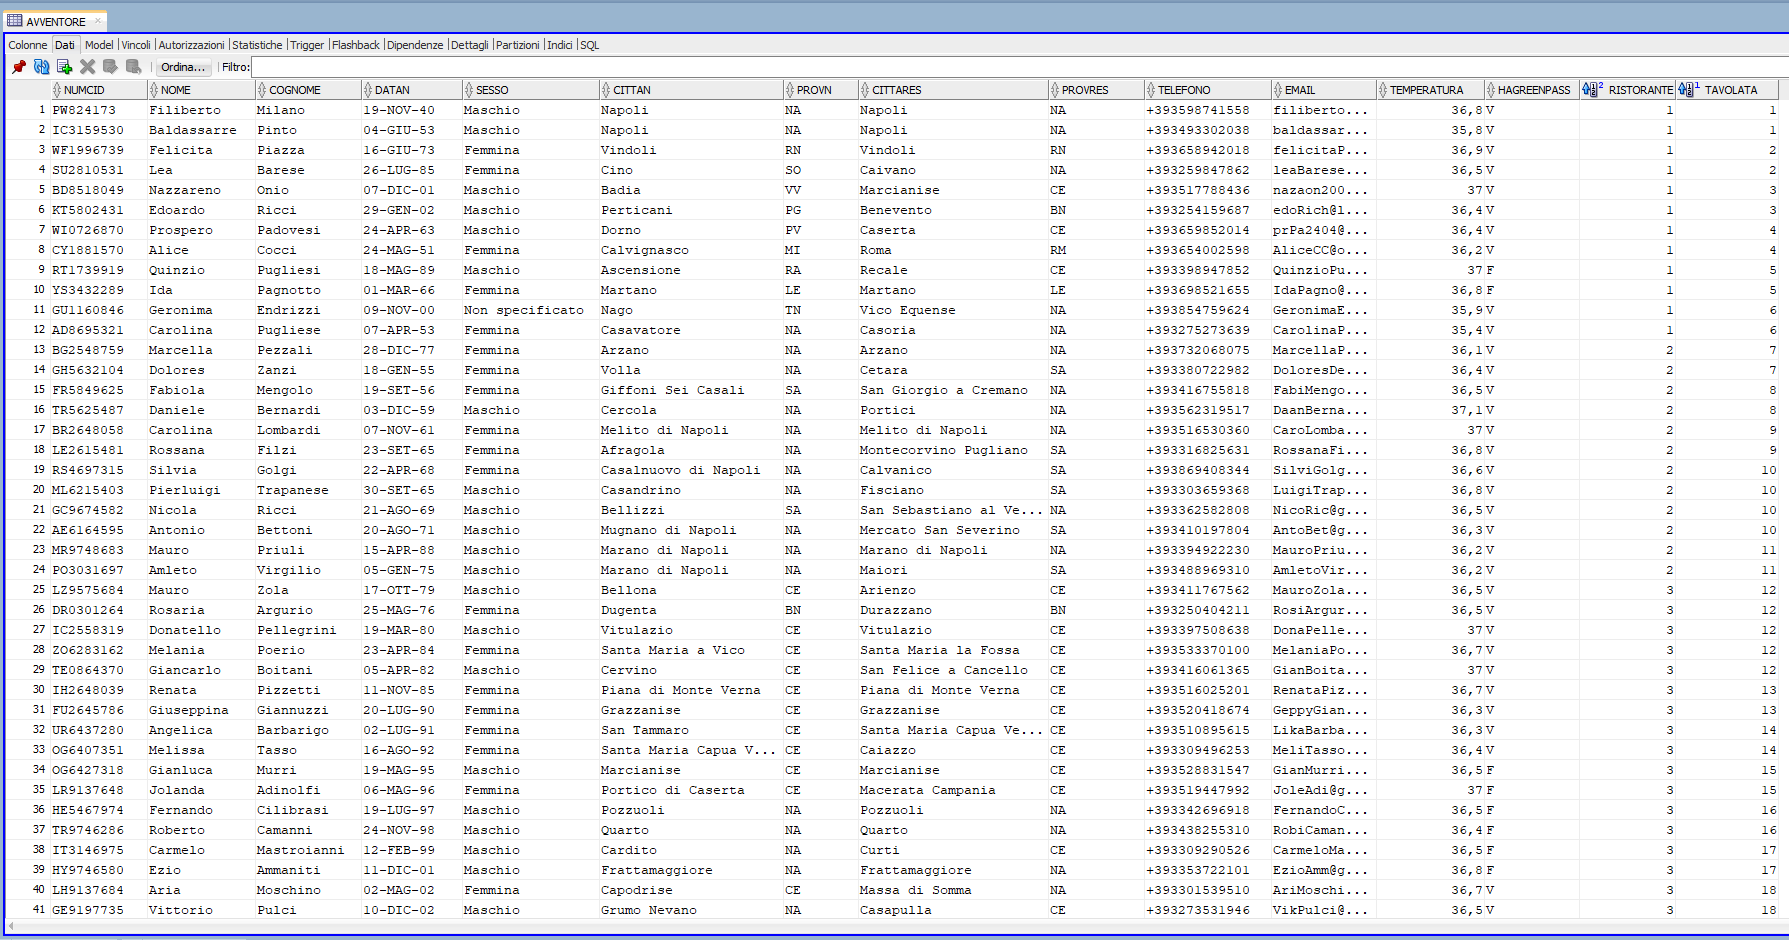 AVVENTORE
Colonne Dati Model Vincoli Autorizzazioni Statistiche Trigger Flashback Dipendenze Dettagli Partizioni Indici SQL
Ordina... Filtro:
NUMCID NOME COGNOME DATAN SESSO CITTAN PROVN CITTARES PROVRES TELEFONO EMAIL TEMPERATURA HAGREENPASS 2 RISTORANTE 1 TAVOLATA
1 PW824173 Filiberto Milano 19-NOV-40 Maschio Napoli NA Napoli NA +393598741558 filiberto... 36,8 V 1 1
2 IC3159530 Baldassarre Pinto 04-GIU-53 Maschio Napoli NA Napoli NA +393493302038 baldassar... 35,8 V 1 1
3 WF1996739 Felicita Piazza 16-GIU-73 Femmina Vindoli RN Vindoli RN +393658942018 felicitaP... 36,9 V 1 2
4 SU2810531 Lea Barese 26-LUG-85 Femmina Cino SO Caivano NA +393259847862 leaBarese... 36,5 V 1 2
5 BD8518049 Nazzareno Onio 07-DIC-01 Maschio Badia VV Marcianise CE +393517788436 nazaon200... 37 V 1 3
6 KT5802431 Edoardo Ricci 29-GEN-02 Maschio Perticani PG Benevento BN +393254159687 edoRich@l... 36,4 V 1 3
7 WI0726870 Prospero Padovesi 24-APR-63 Maschio Dorno PV Caserta CE +393659852014 prPa2404@... 36,4 V 1 4
8 CY1881570 Alice Cocci 24-MAG-51 Femmina Calvignasco MI Roma RM +393654002598 AliceCC@o... 36,2 V 1 4
9 RT1739919 Quinzio Pugliesi 18-MAG-89 Maschio Ascensione RA Recale CE +393398947852 QuinzioPu... 37 F 1 5
10 YS3432289 Ida Pagnotto 01-MAR-66 Femmina Martano LE Martano LE +393698521655 IdaPagno@... 36,8 F 1 5
11 GU1160846 Geronima Endrizzi 09-NOV-00 Non specificato Nago TN Vico Equense NA +393854759624 GeronimaE... 35,9 V 1 6
12 AD8695321 Carolina Pugliese 07-APR-53 Femmina Casavatore NA Casoria NA +393275273639 CarolinaP... 35,4 V 1 6
13 BG2548759 Marcella Pezzali 28-DIC-77 Femmina Arzano NA Arzano NA +393732068075 MarcellaP... 36,1 V 2 7
14 GH5632104 Dolores Zanzi 18-GEN-55 Femmina Volla NA Cetara SA +393380722982 DoloresDe... 36,4 V 2 7
15 FR5849625 Fabiola Mengolo 19-SET-56 Femmina Giffoni Sei Casali SA San Giorgio a Cremano NA +393416755818 FabiMengo... 36,5 V 2 8
16 TR5625487 Daniele Bernardi 03-DIC-59 Maschio Cercola NA Portici NA +393562319517 DaanBerna... 37,1 V 2 8
17 BR2648058 Carolina Lombardi 07-NOV-61 Femmina Melito di Napoli NA Melito di Napoli NA +393516530360 CaroLomba... 37 V 2 9
18 LE2615481 Rossana Filzi 23-SET-65 Femmina Afragola NA Montecorvino Pugliano SA +393316825631 RossanaFi... 36,8 V 2 9
19 RS4697315 Silvia Golgi 22-APR-68 Femmina Casalnuovo di Napoli NA Calvanico SA +393869408344 SilviGolg... 36,6 V 2 10
20 ML6215403 Pierluigi Trapanese 30-SET-65 Maschio Casandrino NA Fisciano SA +393303659368 LuigiTrap... 36,8 V 2 10
21 GC9674582 Nicola Ricci 21-AGO-69 Maschio Bellizzi SA San Sebastiano al Ve... NA +393362582808 NicoRic@g... 36,5 V 2 10
22 AE6164595 Antonio Bettoni 20-AGO-71 Maschio Mugnano di Napoli NA Mercato San Severino SA +393410197804 AntoBet@g... 36,3 V 2 10
23 MR9748683 Mauro Priuli 15-APR-88 Maschio Marano di Napoli NA Marano di Napoli NA +393394922230 MauroPriu... 36,2 V 2 11
24 PO3031697 Amleto Virgilio 05-GEN-75 Maschio Marano di Napoli NA Maiori SA +393488969310 AmletoVir... 36,2 V 2 11
25 LZ9575684 Mauro Zola 17-OTT-79 Maschio Bellona CE Arienzo CE +393411767562 MauroZola... 36,5 V 3 12
26 DR0301264 Rosaria Argurio 25-MAG-76 Femmina Dugenta BN Durazzano BN +393250404211 RosiArgur... 36,5 V 3 12
27 IC2558319 Donatello Pellegrini 19-MAR-80 Maschio Vitulazio CE Vitulazio CE +393397508638 DonaPelle... 37 V 3 12
28 ZO6283162 Melania Poerio 23-APR-84 Femmina Santa Maria a Vico CE Santa Maria la Fossa CE +393533370100 MelaniaPo... 36,7 V 3 12
29 TE0864370 Giancarlo Boitani 05-APR-82 Maschio Cervino CE San Felice a Cancello CE +393416061365 GianBoita... 37 V 3 12
30 IH2648039 Renata Pizzetti 11-NOV-85 Femmina Piana di Monte Verna CE Piana di Monte Verna CE +393516025201 RenataPiz... 36,7 V 3 13
31 FU2645786 Giuseppina Giannuzzi 20-LUG-90 Femmina Grazzanise CE Grazzanise CE +393520418674 GeppyGian... 36,3 V 3 13
32 UR6437280 Angelica Barbarigo 02-LUG-91 Femmina San Tammaro CE Santa Maria Capua Ve... CE +393510895615 LikaBarba... 36,3 V 3 14
33 OG6407351 Melissa Tasso 16-AGO-92 Femmina Santa Maria Capua V... CE Caiazzo CE +393309496253 MeliTasso... 36,4 V 3 14
34 OG6427318 Gianluca Murri 19-MAG-95 Maschio Marcianise CE Marcianise CE +393528831547 GianMurri... 36,5 F 3 15
35 LR9137648 Jolanda Adinolfi 06-MAG-96 Femmina Portico di Caserta CE Macerata Campania CE +393519447992 JoleAdi@g... 37 F 3 15
36 HE5467974 Fernando Cilibrasi 19-LUG-97 Maschio Pozzuoli NA Pozzuoli NA +393342696918 FernandoC... 36,5 F 3 16
37 TR9746286 Roberto Camanni 24-NOV-98 Maschio Quarto NA Quarto NA +393438255310 RobiCaman... 36,4 F 3 16
38 IT3146975 Carmelo Mastroianni 12-FEB-99 Maschio Cardito NA Curti CE +393309290526 CarmeloMa... 36,5 F 3 17
39 HY9746580 Ezio Ammaniti 11-DIC-01 Maschio Frattamaggiore NA Frattamaggiore NA +393353722101 EzioAmm@g... 36,8 F 3 17
40 LH9137684 Aria Moschino 02-MAG-02 Femmina Capodrise CE Massa di Somma NA +393301539510 AriMoschi... 36,7 V 3 18
41 GE9197735 Vittorio Pulci 10-DIC-02 Maschio Grumo Nevano NA Casapulla CE +393273531946 VikPulci@... 36,5 V 3 18